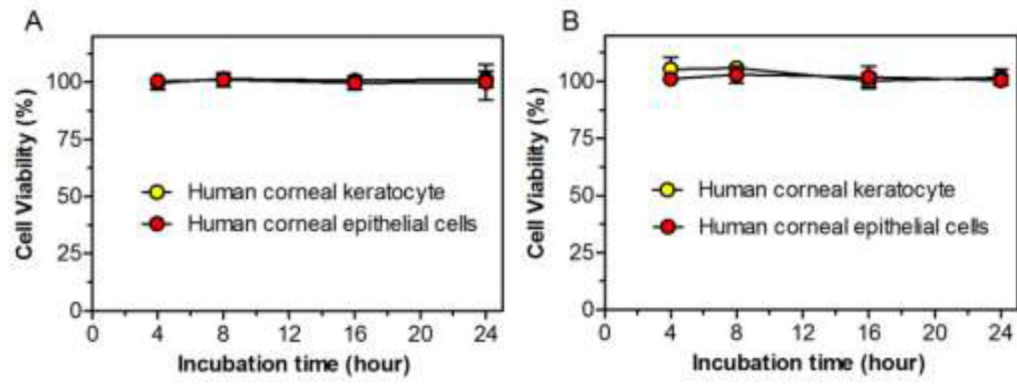 A
Cell Viability (%)
100
75
50
25
0
Human corneal keratocyte
Human corneal epithelial cells
0 4 8 12 16 20 24
Incubation time (hour)
B
Cell Viability (%)
100
75
50
25
0
Human corneal keratocyte
Human corneal epithelial cells
0 4 8 12 16 20 24
Incubation time (hour)